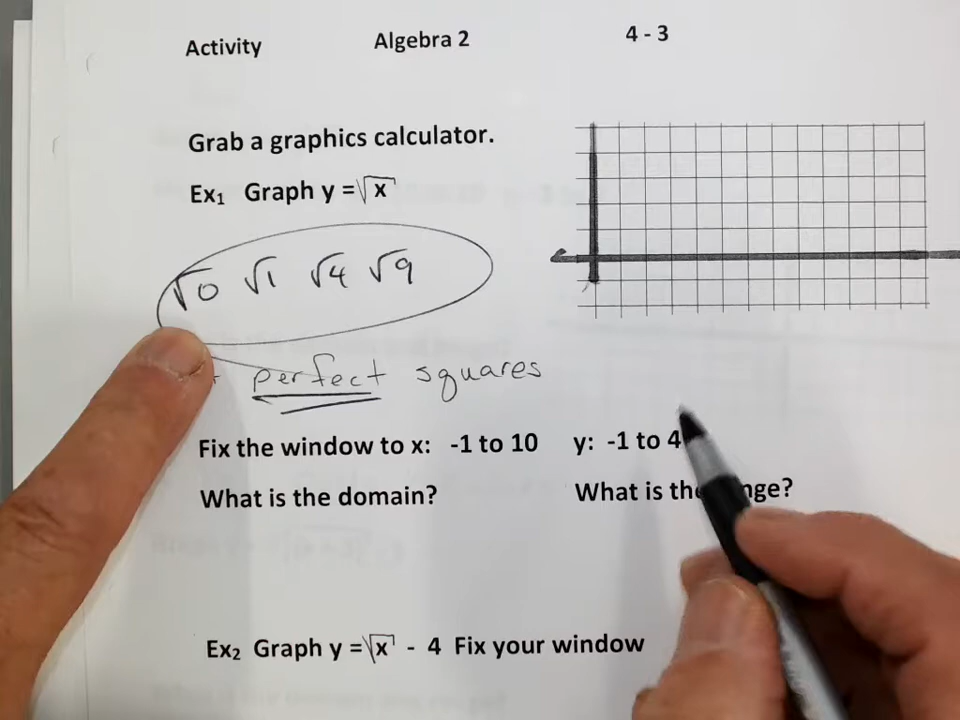 Activity Algebra 2 4 - 3
Grab a graphics calculator.
Ex₁ Graph y = √x
√0 √1 √4 √9
perfect squares
Fix the window to x: -1 to 10 y: -1 to 4
What is the domain? What is the
Ex₂ Graph y = √x - 4 Fix your window